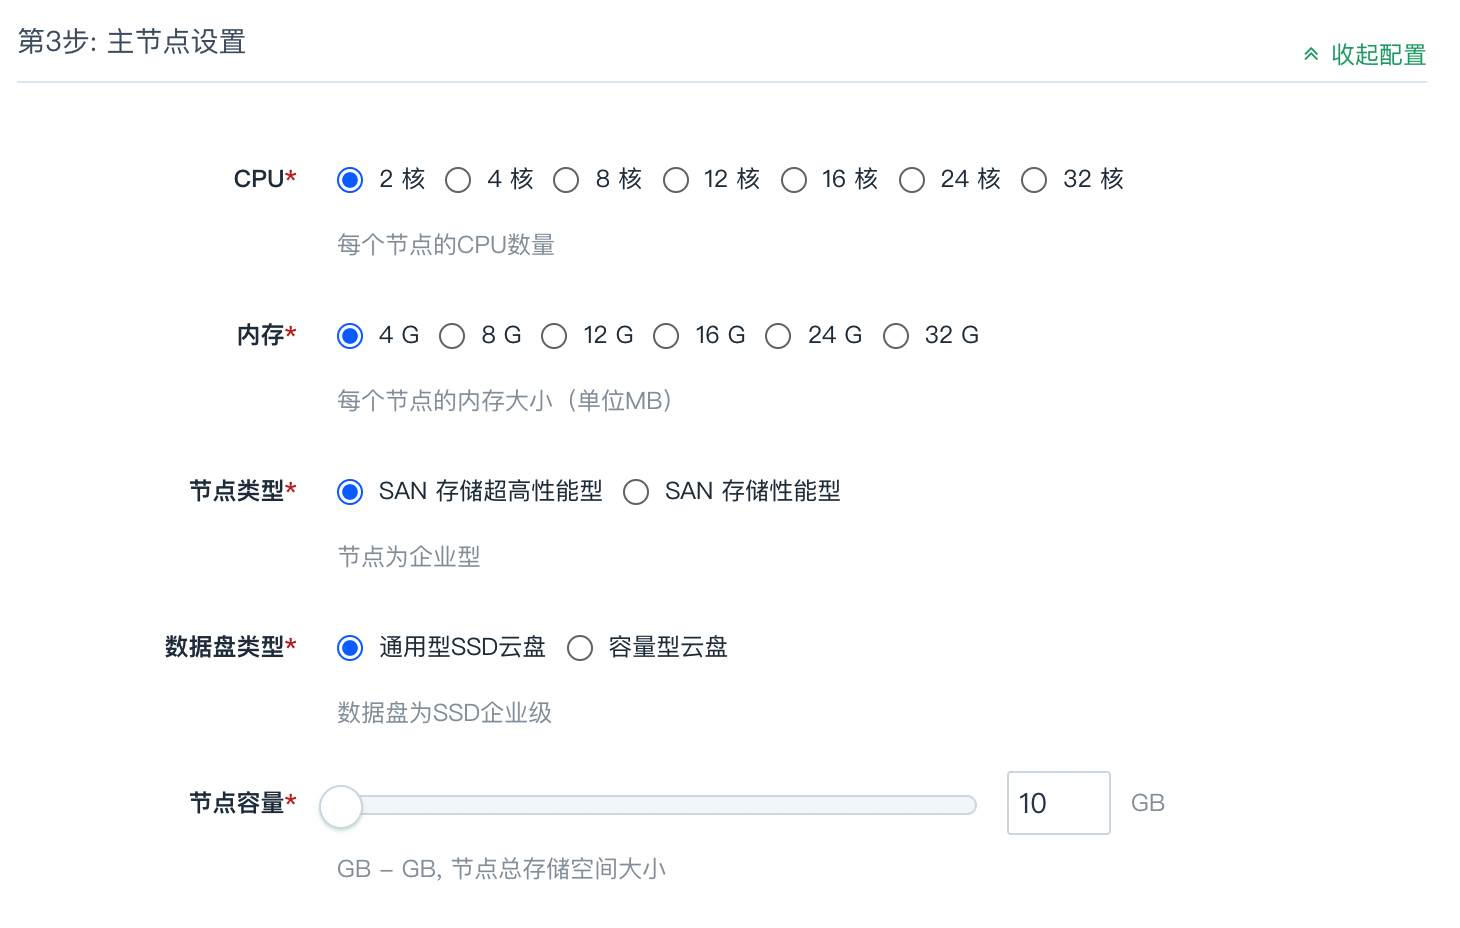 第3步: 主节点设置
收起配置
CPU* 2 核 4 核 8 核 12 核 16 核 24 核 32 核
每个节点的CPU数量
内存* 4 G 8 G 12 G 16 G 24 G 32 G
每个节点的内存大小（单位MB）
节点类型* SAN 存储超高性能型 SAN 存储性能型
节点为企业型
数据盘类型* 通用型SSD云盘 容量型云盘
数据盘为SSD企业级
节点容量* 10 GB
GB – GB, 节点总存储空间大小